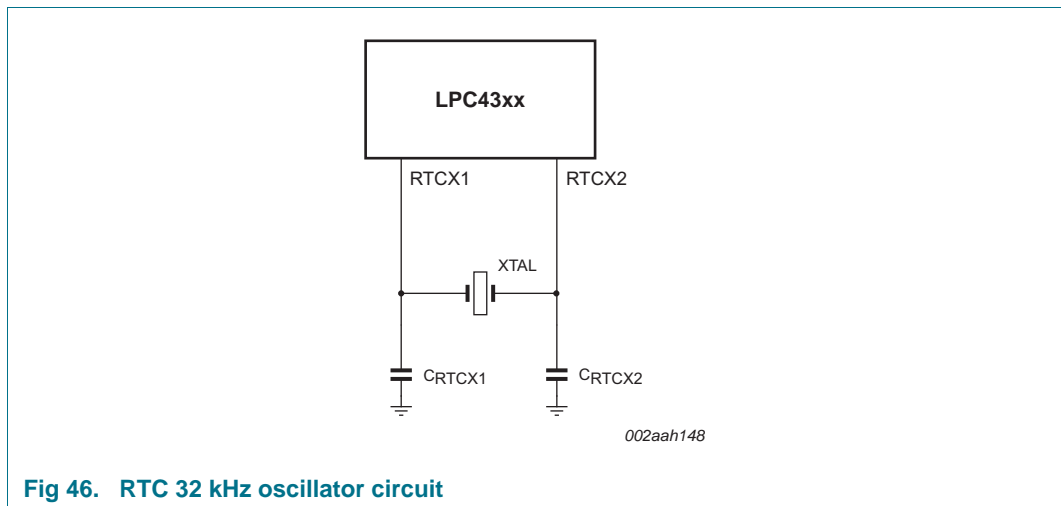 LPC43xx
RTCX1 RTCX2
XTAL
CRTCX1 CRTCX2
002aah148
Fig 46. RTC 32 kHz oscillator circuit